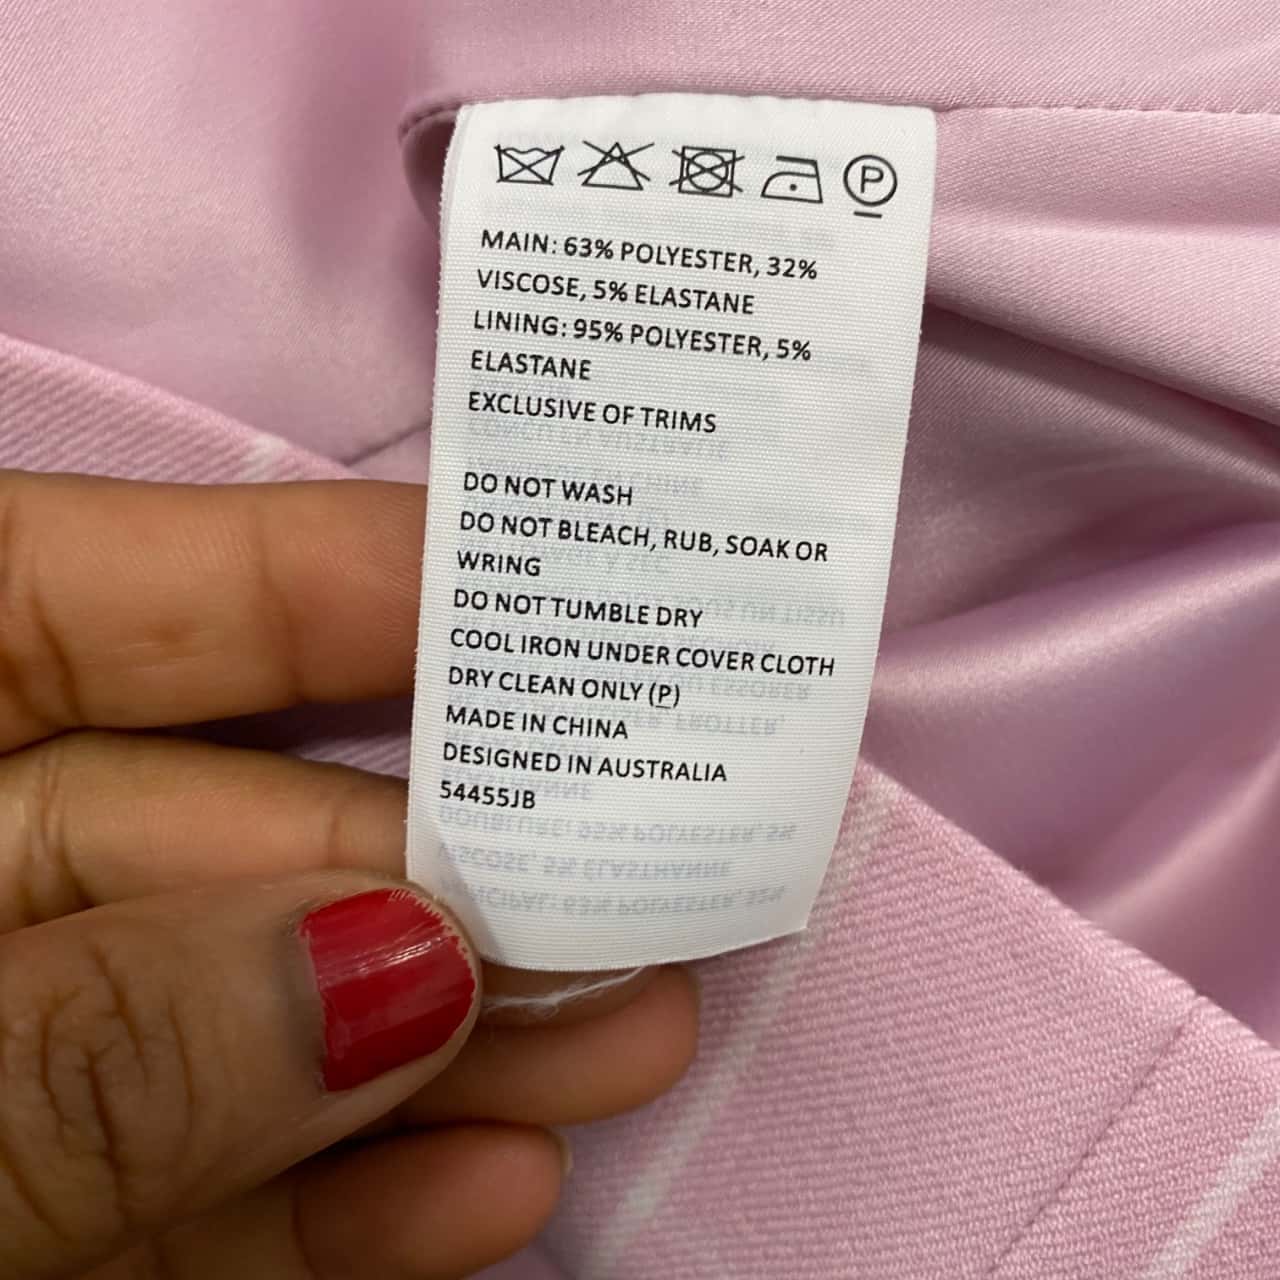 P
MAIN: 63% POLYESTER, 32%
VISCOSE, 5% ELASTANE
LINING: 95% POLYESTER, 5%
ELASTANE
EXCLUSIVE OF TRIMS
DO NOT WASH
DO NOT BLEACH, RUB, SOAK OR
WRING
DO NOT TUMBLE DRY
COOL IRON UNDER COVER CLOTH
DRY CLEAN ONLY (P)
MADE IN CHINA
DESIGNED IN AUSTRALIA
54455JB